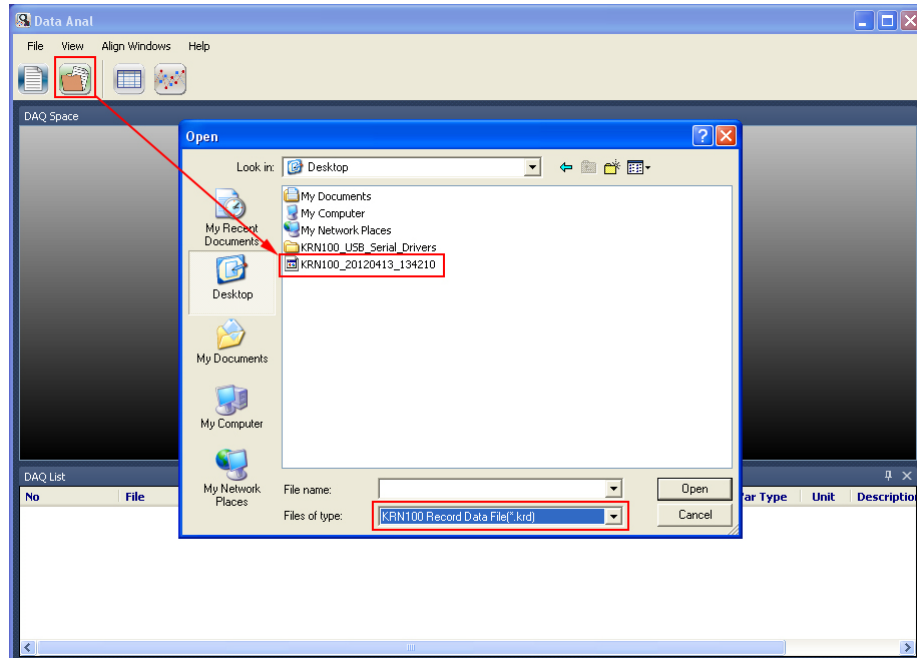 Data Anal
File View Align Windows Help
DAQ Space
Open
Look in: Desktop
My Recent Documents
Desktop
My Documents
My Computer
My Network Places
My Documents
My Computer
My Network Places
KRN100_USB_Serial_Drivers
KRN100_20120413_134210
File name: Open
Files of type: KRN100 Record Data File(*.krd) Cancel
DAQ List
No File Unit Description